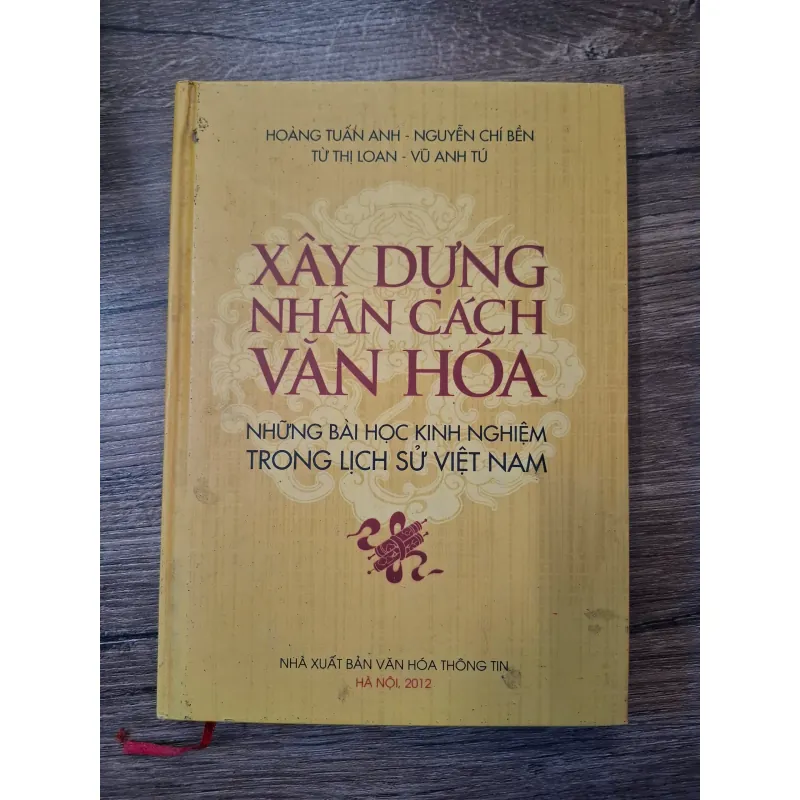 HOÀNG TUẤN ANH - NGUYỄN CHÍ BỀN
TỪ THỊ LOAN - VŨ ANH TÚ
XÂY DỰNG
NHÂN CÁCH
VĂN HÓA
NHỮNG BÀI HỌC KINH NGHIỆM
TRONG LỊCH SỬ VIỆT NAM
NHÀ XUẤT BẢN VĂN HÓA THÔNG TIN
HÀ NỘI, 2012